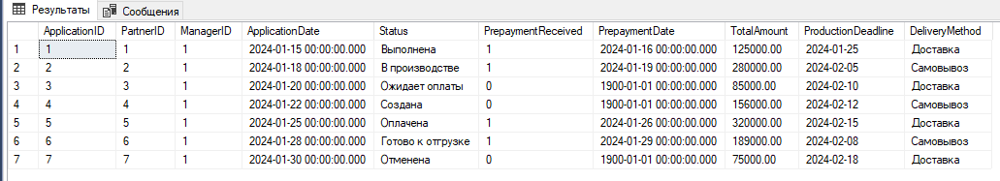 Результаты Сообщения
ApplicationID PartnerID ManagerID ApplicationDate Status PrepaymentReceived PrepaymentDate TotalAmount ProductionDeadline DeliveryMethod
1 1 1 1 2024-01-15 00:00:00.000 Выполнена 1 2024-01-16 00:00:00.000 125000.00 2024-01-25 Доставка
2 2 2 1 2024-01-18 00:00:00.000 В производстве 1 2024-01-19 00:00:00.000 280000.00 2024-02-05 Самовывоз
3 3 3 1 2024-01-20 00:00:00.000 Ожидает оплаты 0 1900-01-01 00:00:00.000 85000.00 2024-02-10 Доставка
4 4 4 1 2024-01-22 00:00:00.000 Создана 0 1900-01-01 00:00:00.000 156000.00 2024-02-12 Самовывоз
5 5 5 1 2024-01-25 00:00:00.000 Оплачена 1 2024-01-26 00:00:00.000 320000.00 2024-02-15 Доставка
6 6 6 1 2024-01-28 00:00:00.000 Готово к отгрузке 1 2024-01-29 00:00:00.000 189000.00 2024-02-08 Самовывоз
7 7 7 1 2024-01-30 00:00:00.000 Отменена 0 1900-01-01 00:00:00.000 75000.00 2024-02-18 Доставка